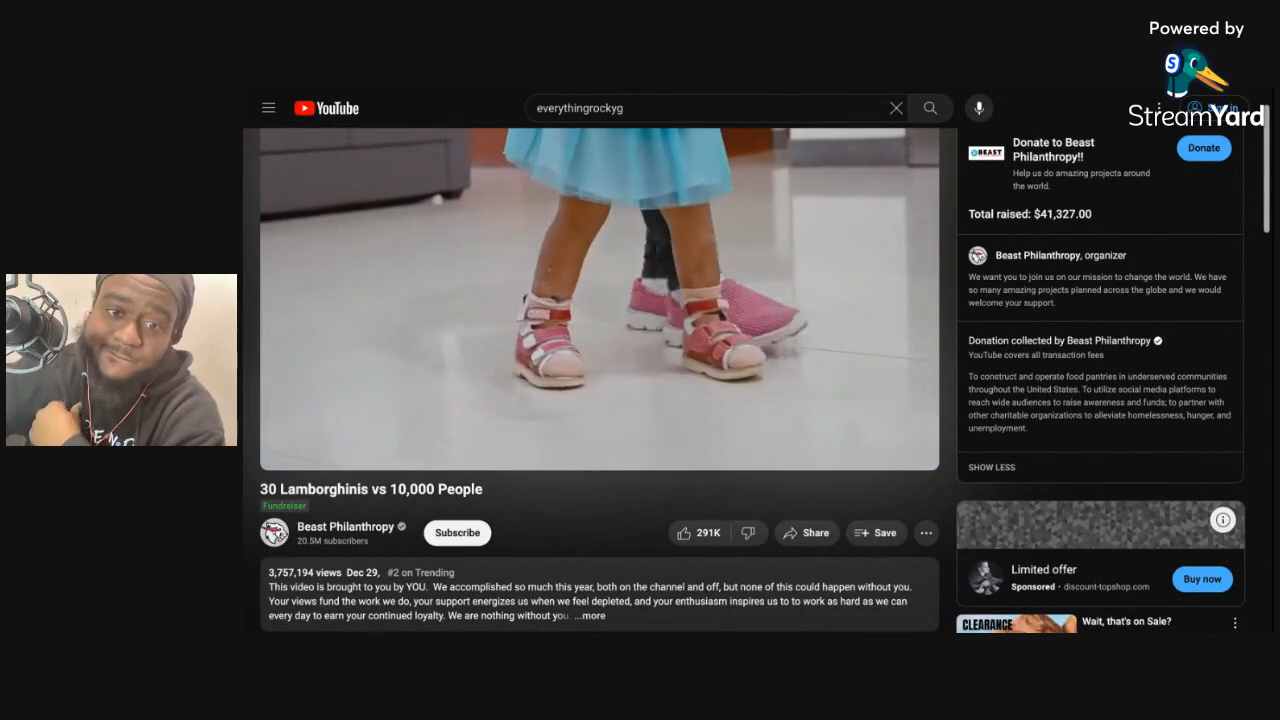 Powered by
StreamYard
YouTube
everythingrockyg
BEAST
Donate to Beast
Philanthropy!!
Help us do amazing projects around
the world.
Donate
Total raised: $41,327.00
Beast Philanthropy, organizer
We want you to join us on our mission to change the world. We have
so many amazing projects planned across the globe and we would
welcome your support.
Donation collected by Beast Philanthropy
YouTube covers all transaction fees
To construct and operate food pantries in underserved communities
throughout the United States. To utilize social media platforms to
reach wide audiences to raise awareness and funds; to partner with
other charitable organizations to alleviate homelessness, hunger, and
unemployment.
SHOW LESS
30 Lamborghinis vs 10,000 People
Fundraiser
Beast Philanthropy
20.5M subscribers
Subscribe
291K
Share
Save
3,757,194 views Dec 29, #2 on Trending
This video is brought to you by YOU. We accomplished so much this year, both on the channel and off, but none of this could happen without you.
Your views fund the work we do, your support energizes us when we feel depleted, and your enthusiasm inspires us to to work as hard as we can
every day to earn your continued loyalty. We are nothing without you. ...more
Limited offer
Sponsored · discount-topshop.com
Buy now
CLEARANCE
Wait, that's on Sale?